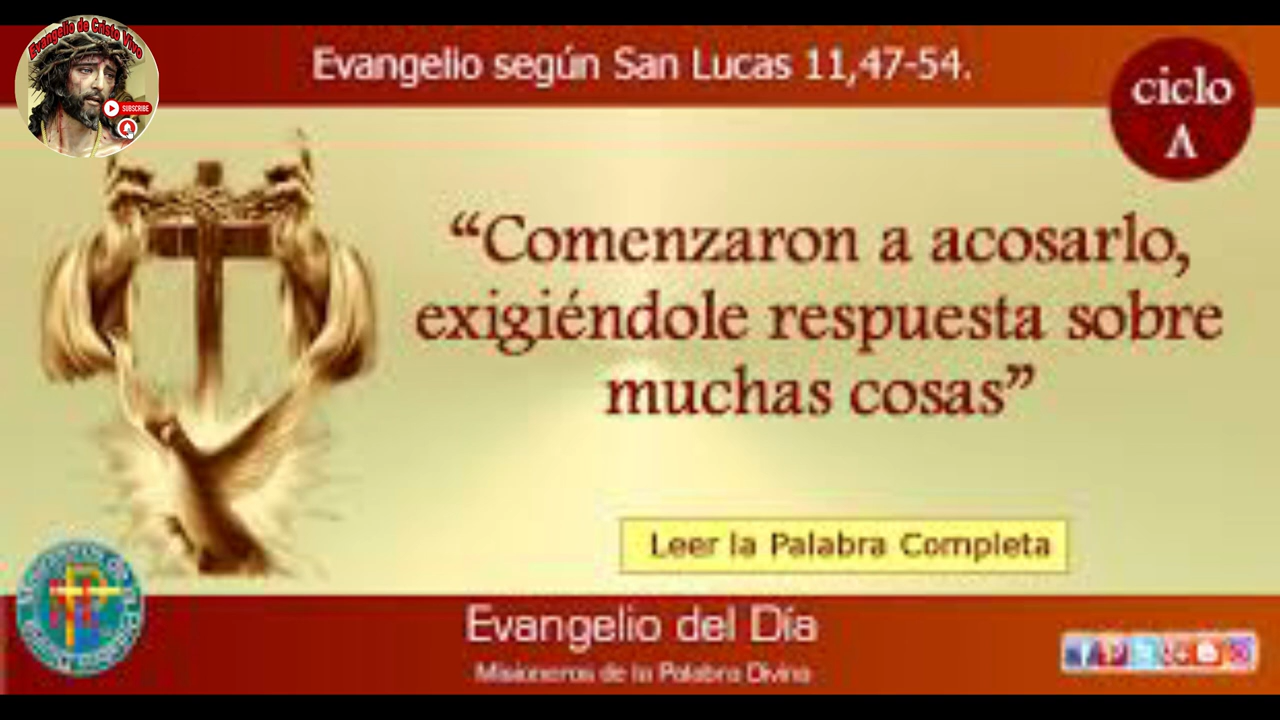 Evangelio de Cristo Vivo
SUBSCRIBE
Evangelio según San Lucas 11,47-54.
ciclo
A
“Comenzaron a acosarlo,
exigiéndole respuesta sobre
muchas cosas”
Leer la Palabra Completa
Evangelio del Día
Misioneros de la Palabra Divina